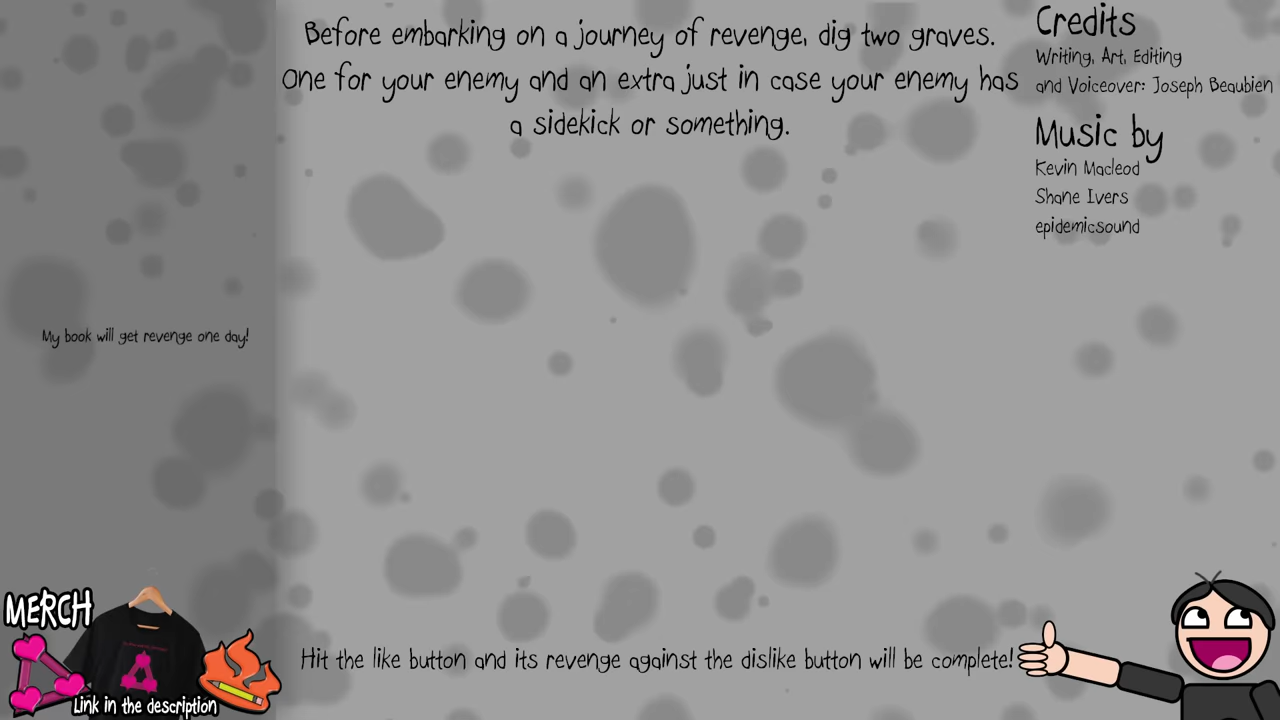 Before embarking on a journey of revenge, dig two graves.
One for your enemy and an extra just in case your enemy has
a sidekick or something.
Credits
Writing, Art, Editing
and Voiceover: Joseph Beaubien
Music by
Kevin Macleod
Shane Ivers
epidemicsound
My book will get revenge one day!
MERCH
Link in the description
Hit the like button and its revenge against the dislike button will be complete!